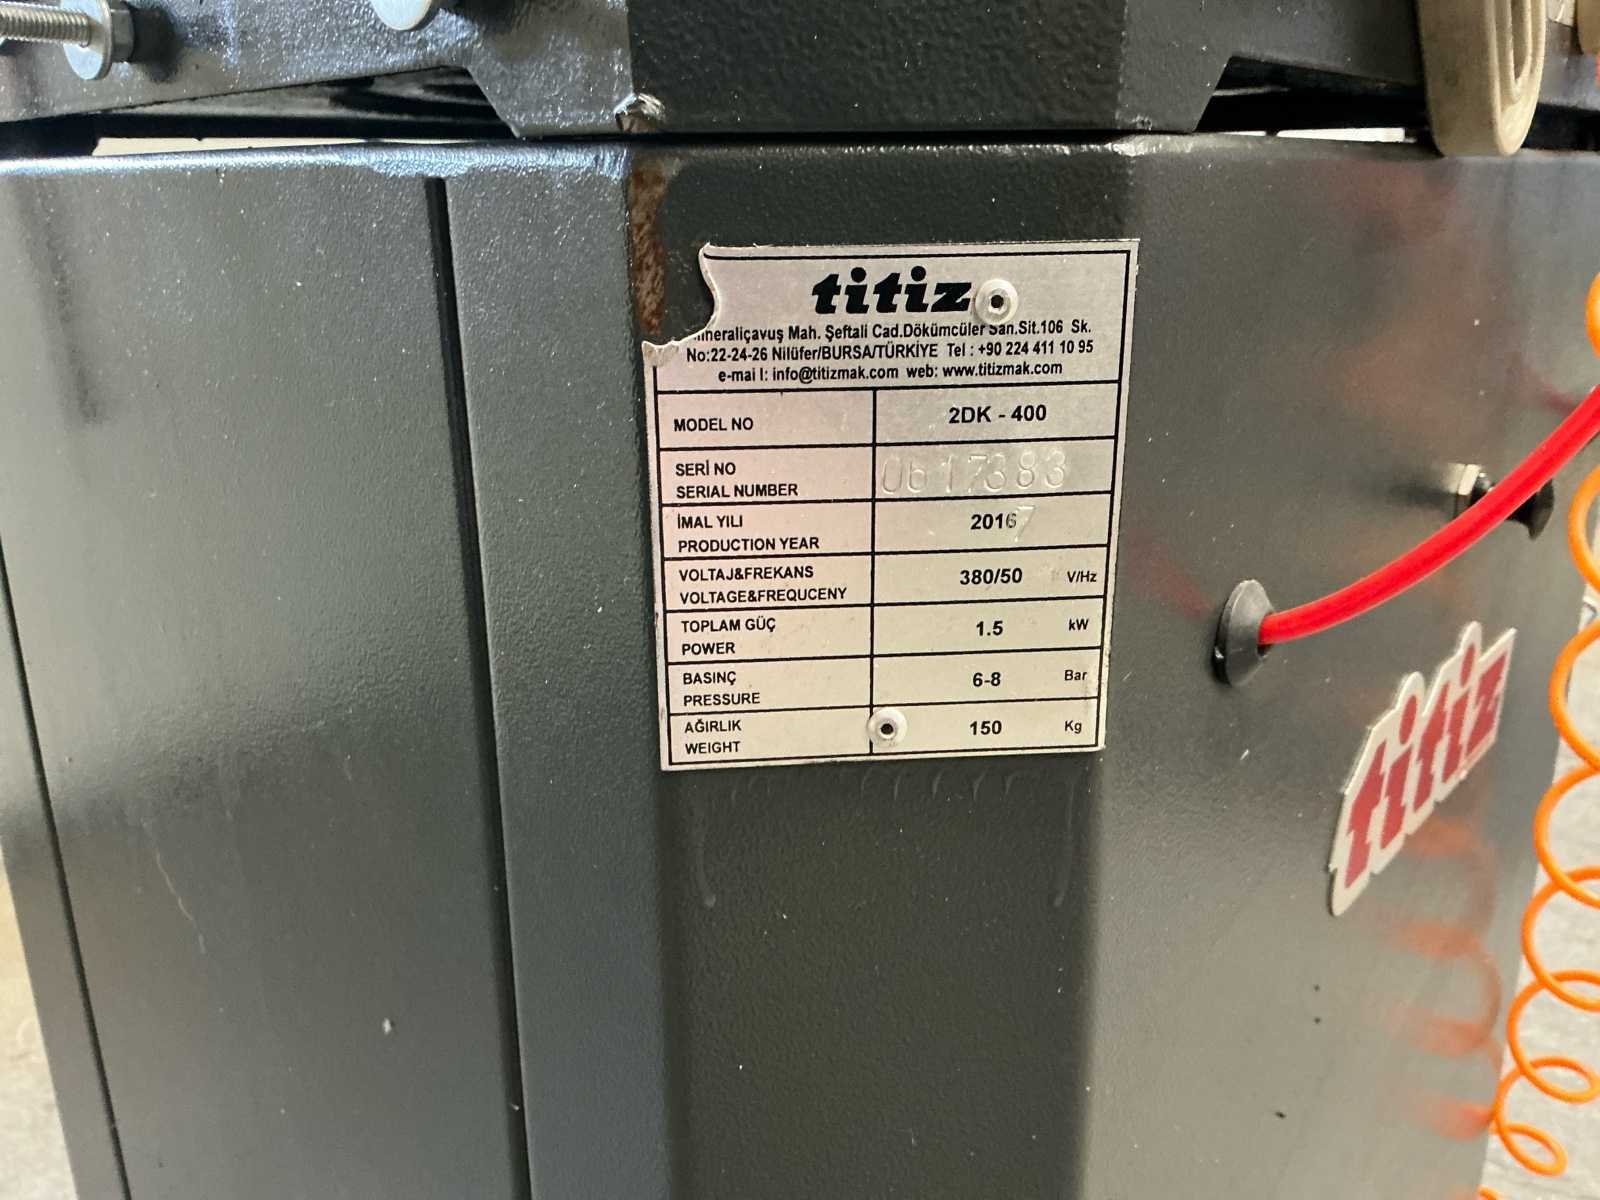 titiz
Mah. Şeftali Cad.Dökümcüler San.Sit.106 Sk.
No:22-24-26 Nilüfer/BURSA/TÜRKİYE Tel : +90 224 411 10 95
e-mai l: info@titizmak.com web: www.titizmak.com
MODEL NO 2DK - 400
SERİ NO
SERIAL NUMBER 0617383
İMAL YILI
PRODUCTION YEAR 20167
VOLTAJ&FREKANS
VOLTAGE&FREQUCENY 380/50 V/Hz
TOPLAM GÜÇ
POWER 1.5 kW
BASINÇ
PRESSURE 6-8 Bar
AĞIRLIK
WEIGHT 150 Kg
titiz